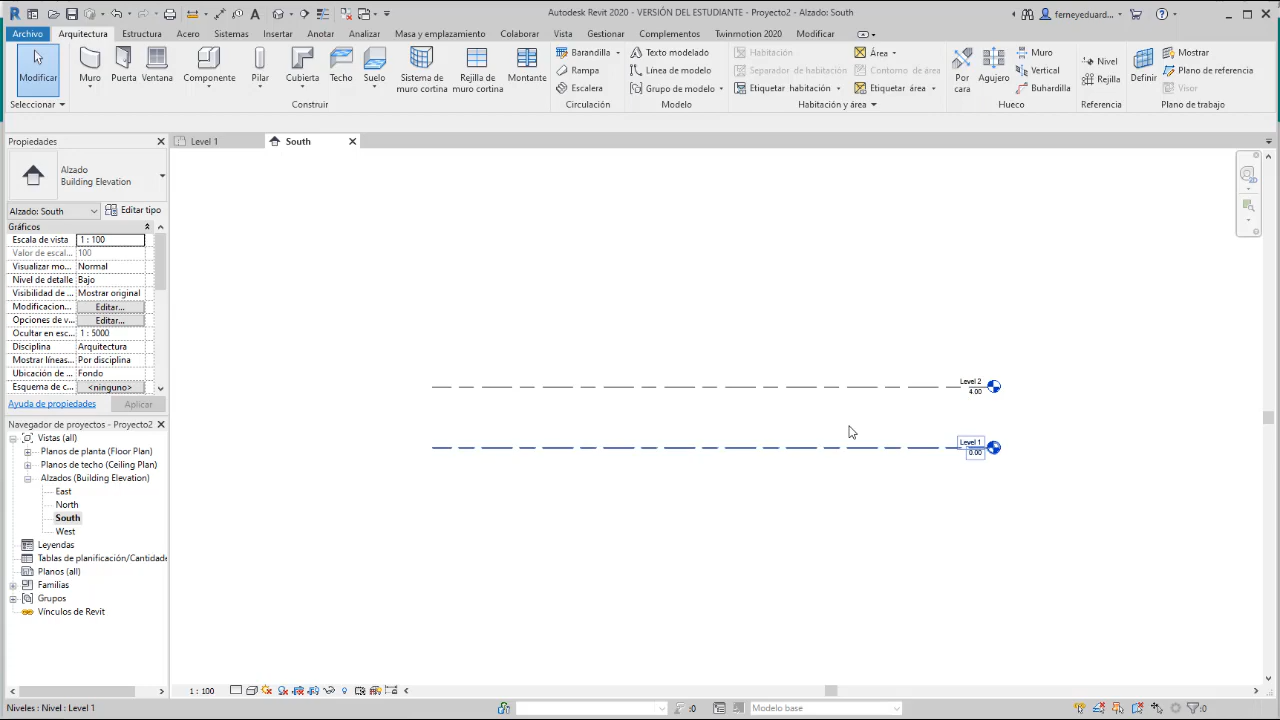 Autodesk Revit 2020 - VERSIÓN DEL ESTUDIANTE - Proyecto2 - Alzado: South
ferneyeduard...
Archivo Arquitectura Estructura Acero Sistemas Insertar Anotar Analizar Masa y emplazamiento Colaborar Vista Gestionar Complementos Twinmotion 2020 Modificar
Modificar
Muro
Puerta
Ventana
Componente
Pilar
Cubierta
Techo
Suelo
Sistema de
muro cortina
Rejilla de
muro cortina
Montante
Barandilla
Rampa
Escalera
Texto modelado
Línea de modelo
Grupo de modelo
Habitación
Separador de habitación
Etiquetar habitación
Área
Contorno de área
Etiquetar área
Por
cara
Agujero
Muro
Vertical
Buhardilla
Nivel
Rejilla
Definir
Mostrar
Plano de referencia
Visor
Seleccionar Construir Circulación Modelo Habitación y área Hueco Referencia Plano de trabajo
Propiedades
Level 1
South
Alzado
Building Elevation
Alzado: South
Editar tipo
Gráficos
Escala de vista 1 : 100
Valor de escal... 100
Visualizar mo... Normal
Nivel de detalle Bajo
Visibilidad de ... Mostrar original
Modificacion... Editar...
Opciones de v... Editar...
Ocultar en esc... 1 : 5000
Disciplina Arquitectura
Mostrar líneas... Por disciplina
Ubicación de ... Fondo
Esquema de c... <ninguno>
Ayuda de propiedades Aplicar
Navegador de proyectos - Proyecto2
Vistas (all)
Planos de planta (Floor Plan)
Planos de techo (Ceiling Plan)
Alzados (Building Elevation)
East
North
South
West
Leyendas
Tablas de planificación/Cantidade
Planos (all)
Familias
Grupos
Vínculos de Revit
Level 2
4.00
Level 1
0.00
1 : 100
Niveles : Nivel : Level 1
:0
Modelo base
:0